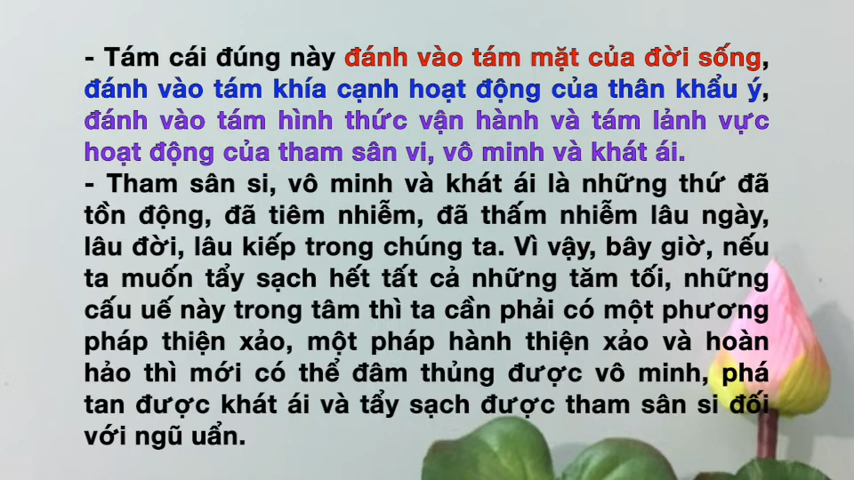 - Tám cái đúng này đánh vào tám mặt của đời sống,
đánh vào tám khía cạnh hoạt động của thân khẩu ý,
đánh vào tám hình thức vận hành và tám lảnh vực
hoạt động của tham sân vi, vô minh và khát ái.
- Tham sân si, vô minh và khát ái là những thứ đã
tồn động, đã tiêm nhiễm, đã thấm nhiễm lâu ngày,
lâu đời, lâu kiếp trong chúng ta. Vì vậy, bây giờ, nếu
ta muốn tẩy sạch hết tất cả những tăm tối, những
cấu uế này trong tâm thì ta cần phải có một phương
pháp thiện xảo, một pháp hành thiện xảo và hoàn
hảo thì mới có thể đâm thủng được vô minh, phá
tan được khát ái và tẩy sạch được tham sân si đối
với ngũ uẩn.